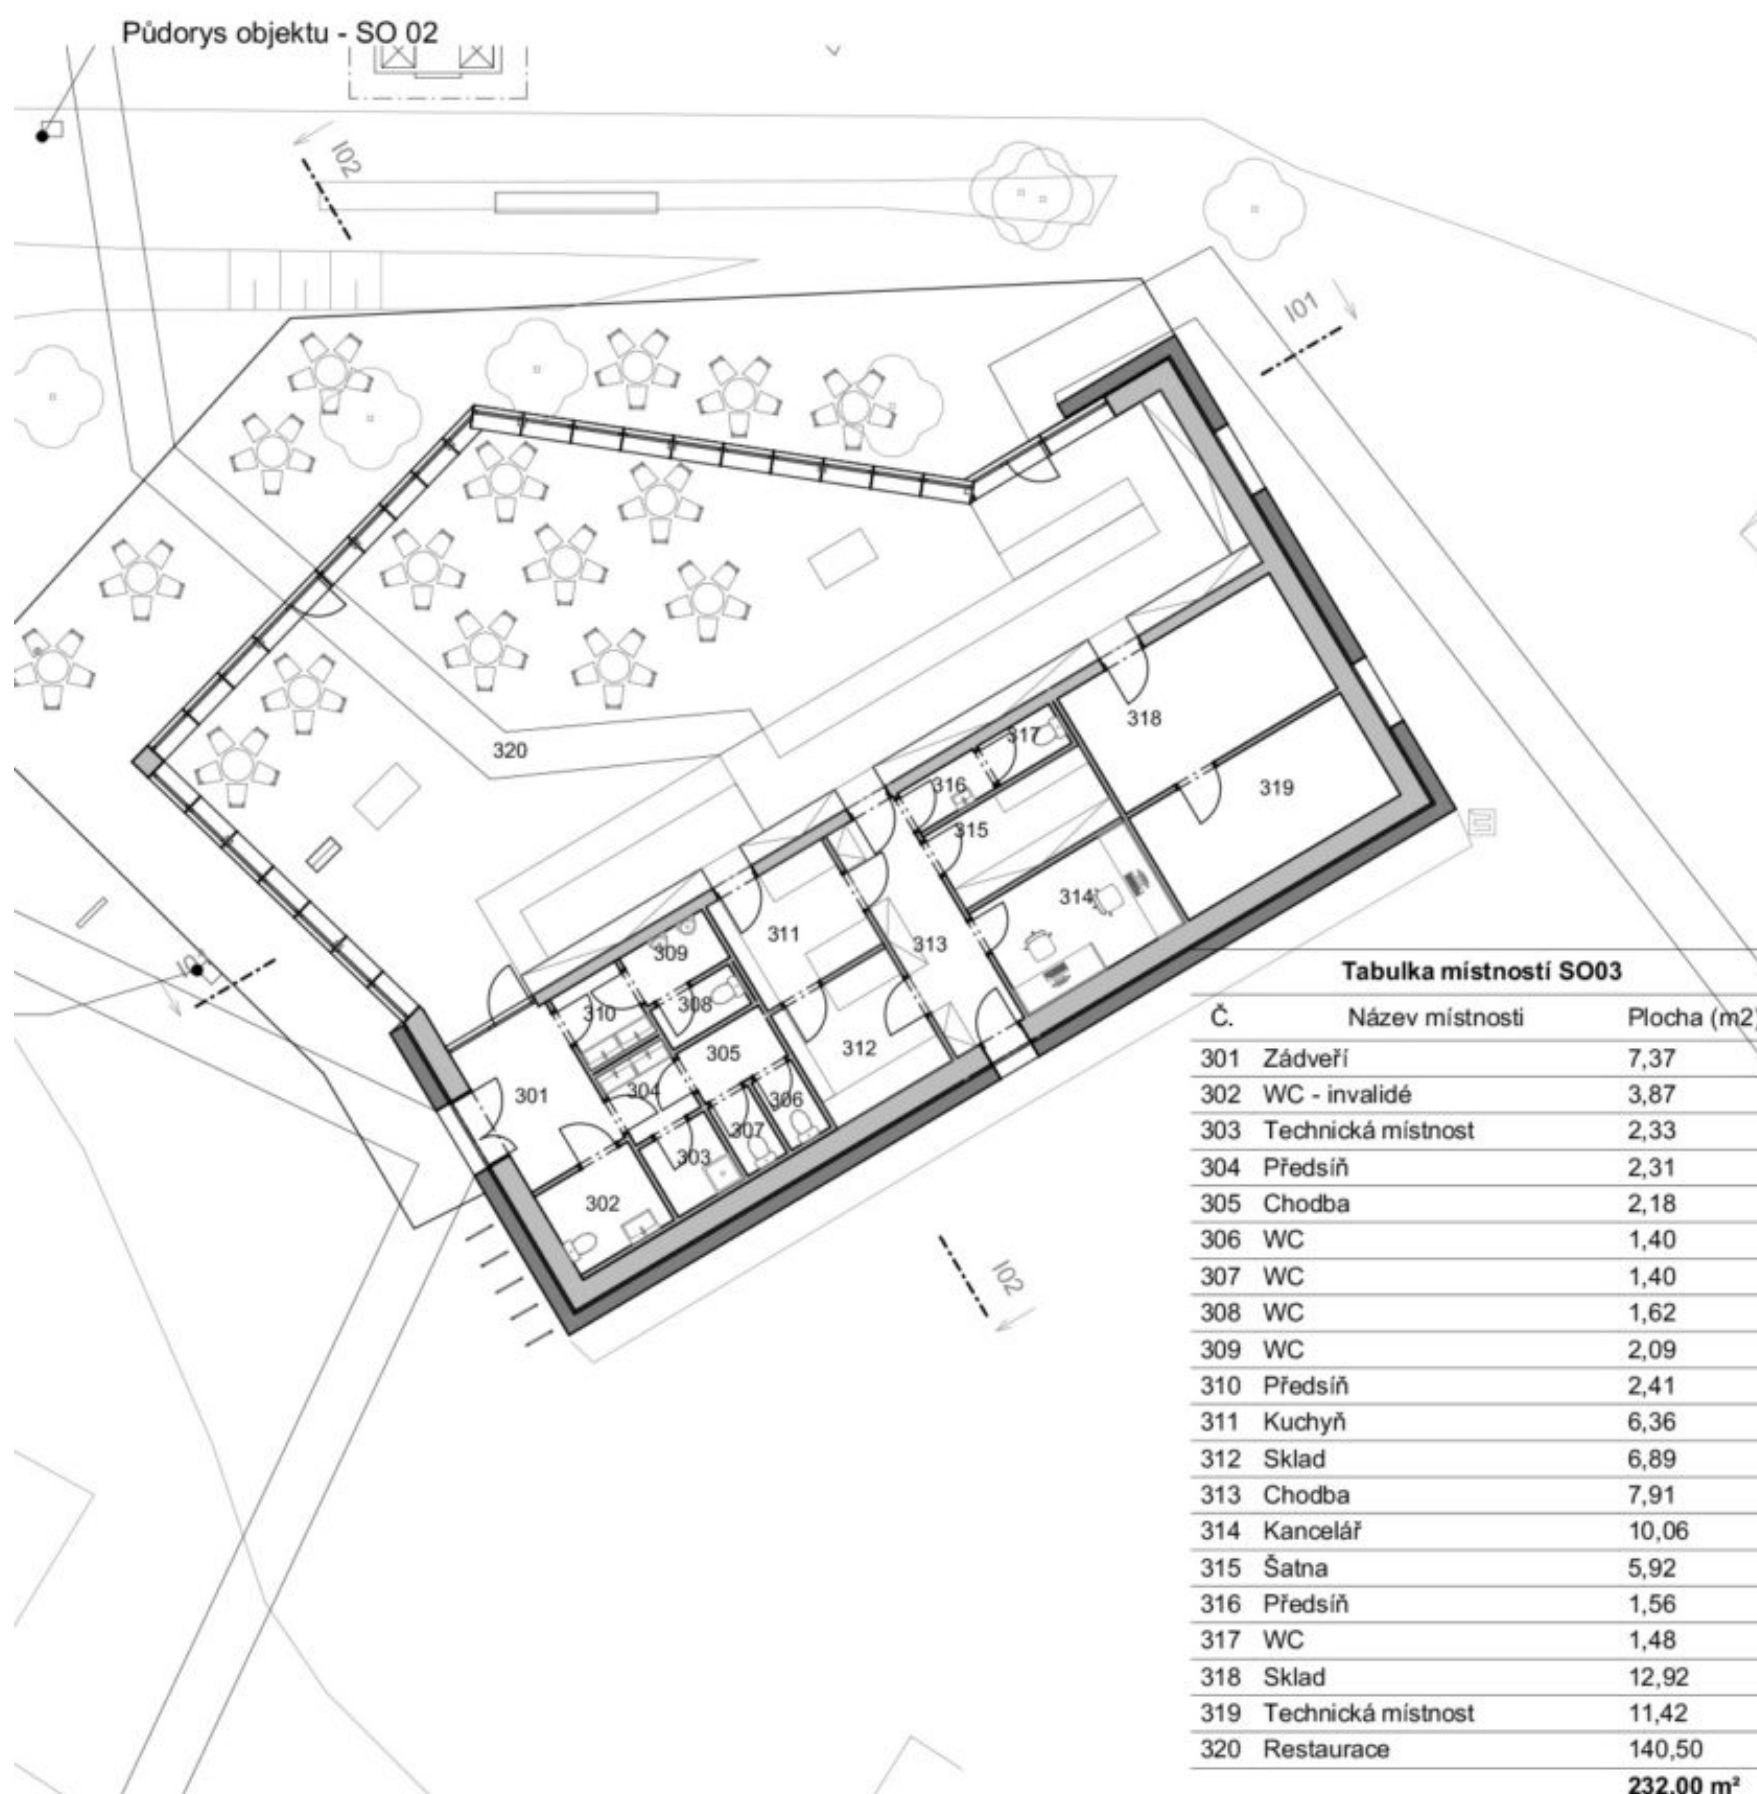 Půdorys objektu - SO 02
I02
I01
318
317
319
316
320
315
314
311
313
309
308
310
305
312
301
304
306
307
303
302
I02
Tabulka místností SO03
Č. Název místnosti Plocha (m2)
301 Zádveří 7,37
302 WC - invalidé 3,87
303 Technická místnost 2,33
304 Předsíň 2,31
305 Chodba 2,18
306 WC 1,40
307 WC 1,40
308 WC 1,62
309 WC 2,09
310 Předsíň 2,41
311 Kuchyň 6,36
312 Sklad 6,89
313 Chodba 7,91
314 Kancelář 10,06
315 Šatna 5,92
316 Předsíň 1,56
317 WC 1,48
318 Sklad 12,92
319 Technická místnost 11,42
320 Restaurace 140,50
232,00 m²